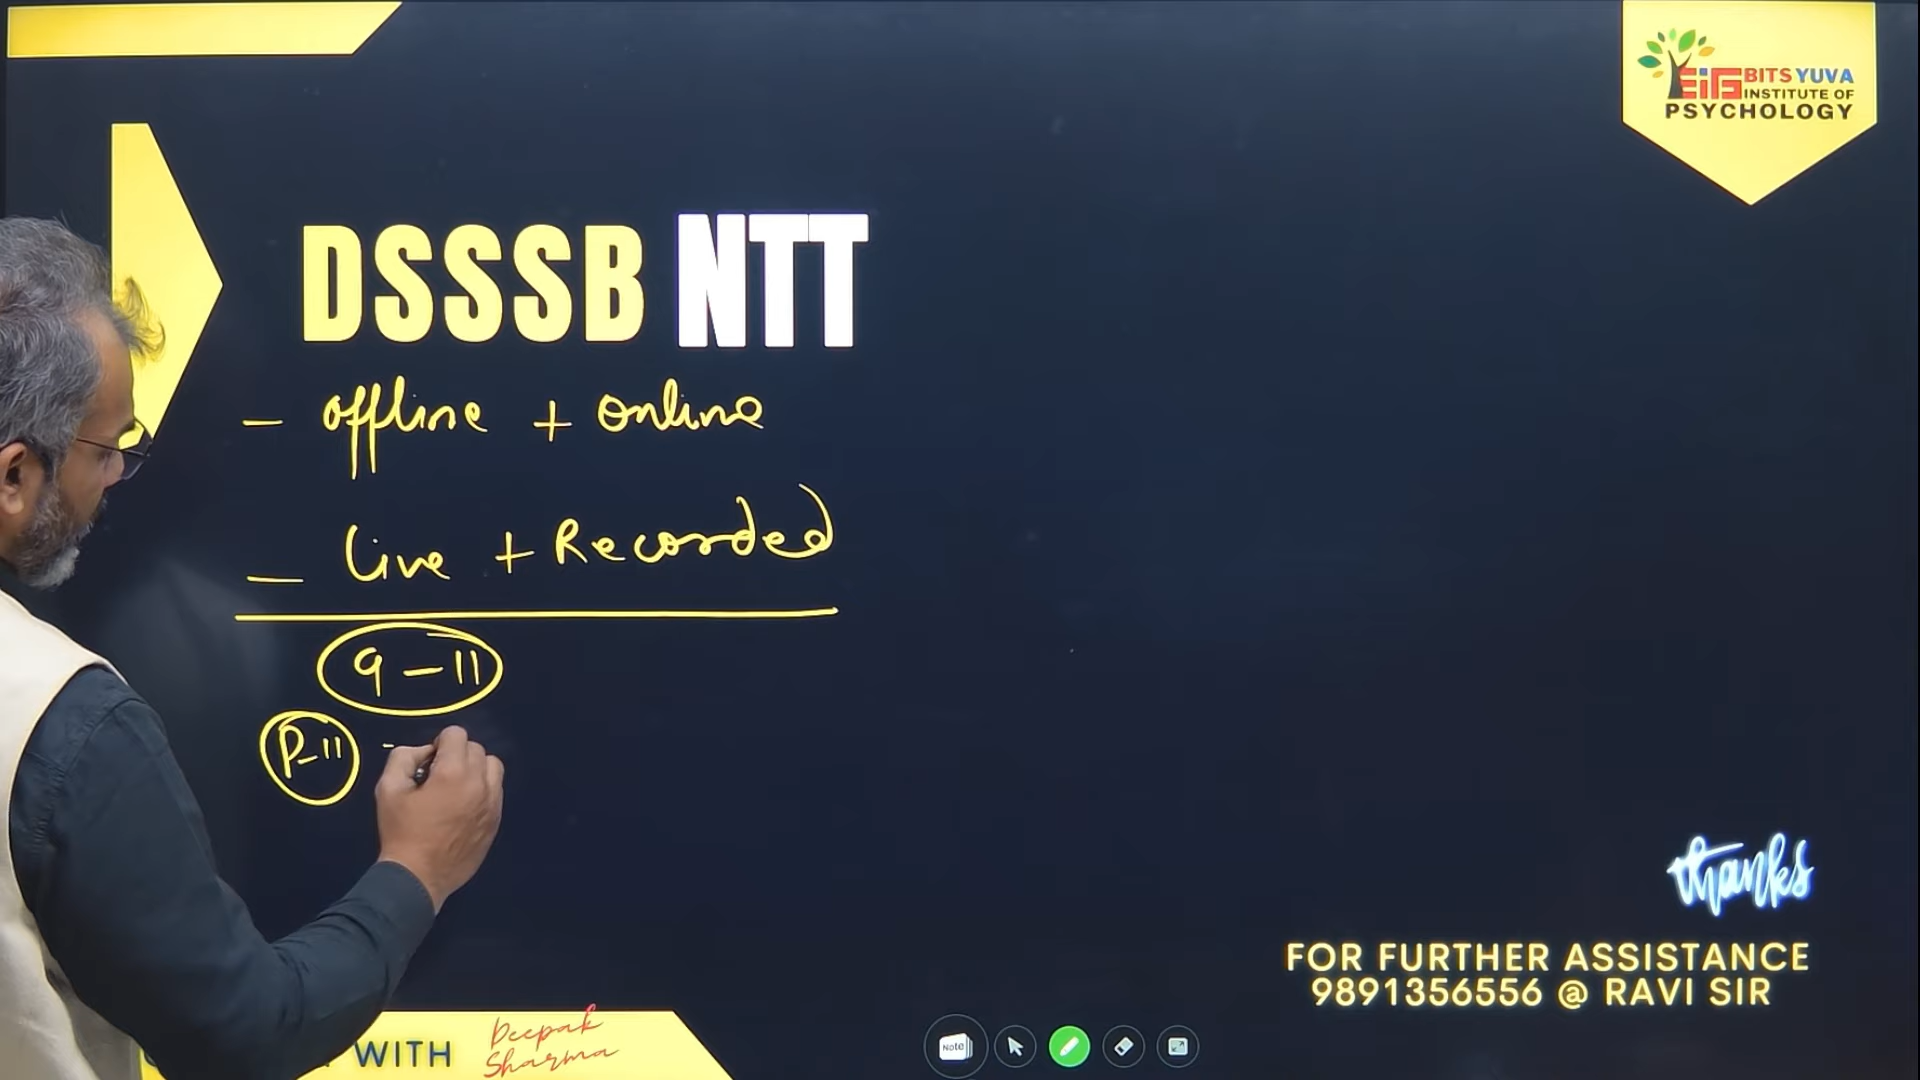 BITS YUVA
INSTITUTE OF
PSYCHOLOGY
DSSSB NTT
– offline + online
– live + Recorded
9 – 11
P-11
thanks
FOR FURTHER ASSISTANCE
9891356556 @ RAVI SIR
WITH
Deepak
Sharma
Note